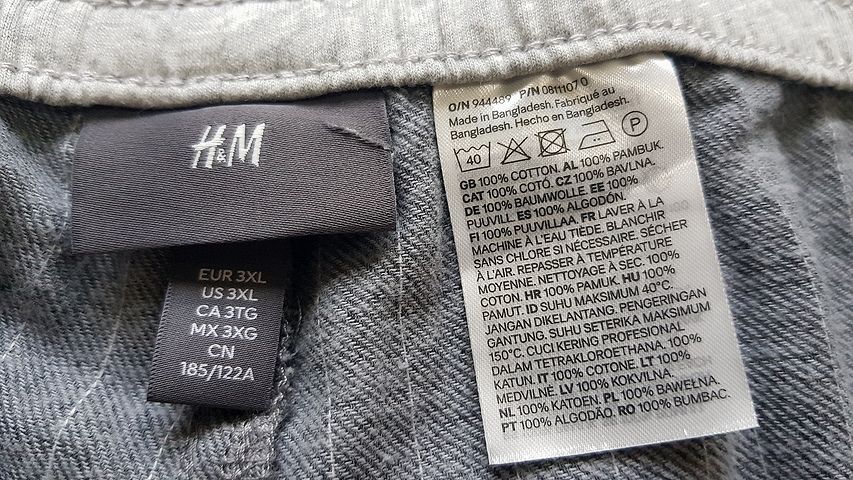 H&M
EUR 3XL
US 3XL
CA 3TG
MX 3XG
CN
185/122A
O/N 944489 P/N 0811107 0
Made in Bangladesh. Fabriqué au
Bangladesh. Hecho en Bangladesh.
40 P
GB 100% COTTON. AL 100% PAMBUK.
CAT 100% COTÓ. CZ 100% BAVLNA.
DE 100% BAUMWOLLE. EE 100%
PUUVILL. ES 100% ALGODÓN.
FI 100% PUUVILLAA. FR LAVER À LA
MACHINE À L'EAU TIÈDE. BLANCHIR
SANS CHLORE SI NÉCESSAIRE. SÉCHER
À L'AIR. REPASSER À TEMPÉRATURE
MOYENNE. NETTOYAGE À SEC. 100%
COTON. HR 100% PAMUK. HU 100%
PAMUT. ID SUHU MAKSIMUM 40°C.
JANGAN DIKELANTANG. PENGERINGAN
GANTUNG. SUHU SETERIKA MAKSIMUM
150°C. CUCI KERING PROFESIONAL
DALAM TETRAKLOROETHANA. 100%
KATUN. IT 100% COTONE. LT 100%
MEDVILNĖ. LV 100% KOKVILNA.
NL 100% KATOEN. PL 100% BAWEŁNA.
PT 100% ALGODÃO. RO 100% BUMBAC.